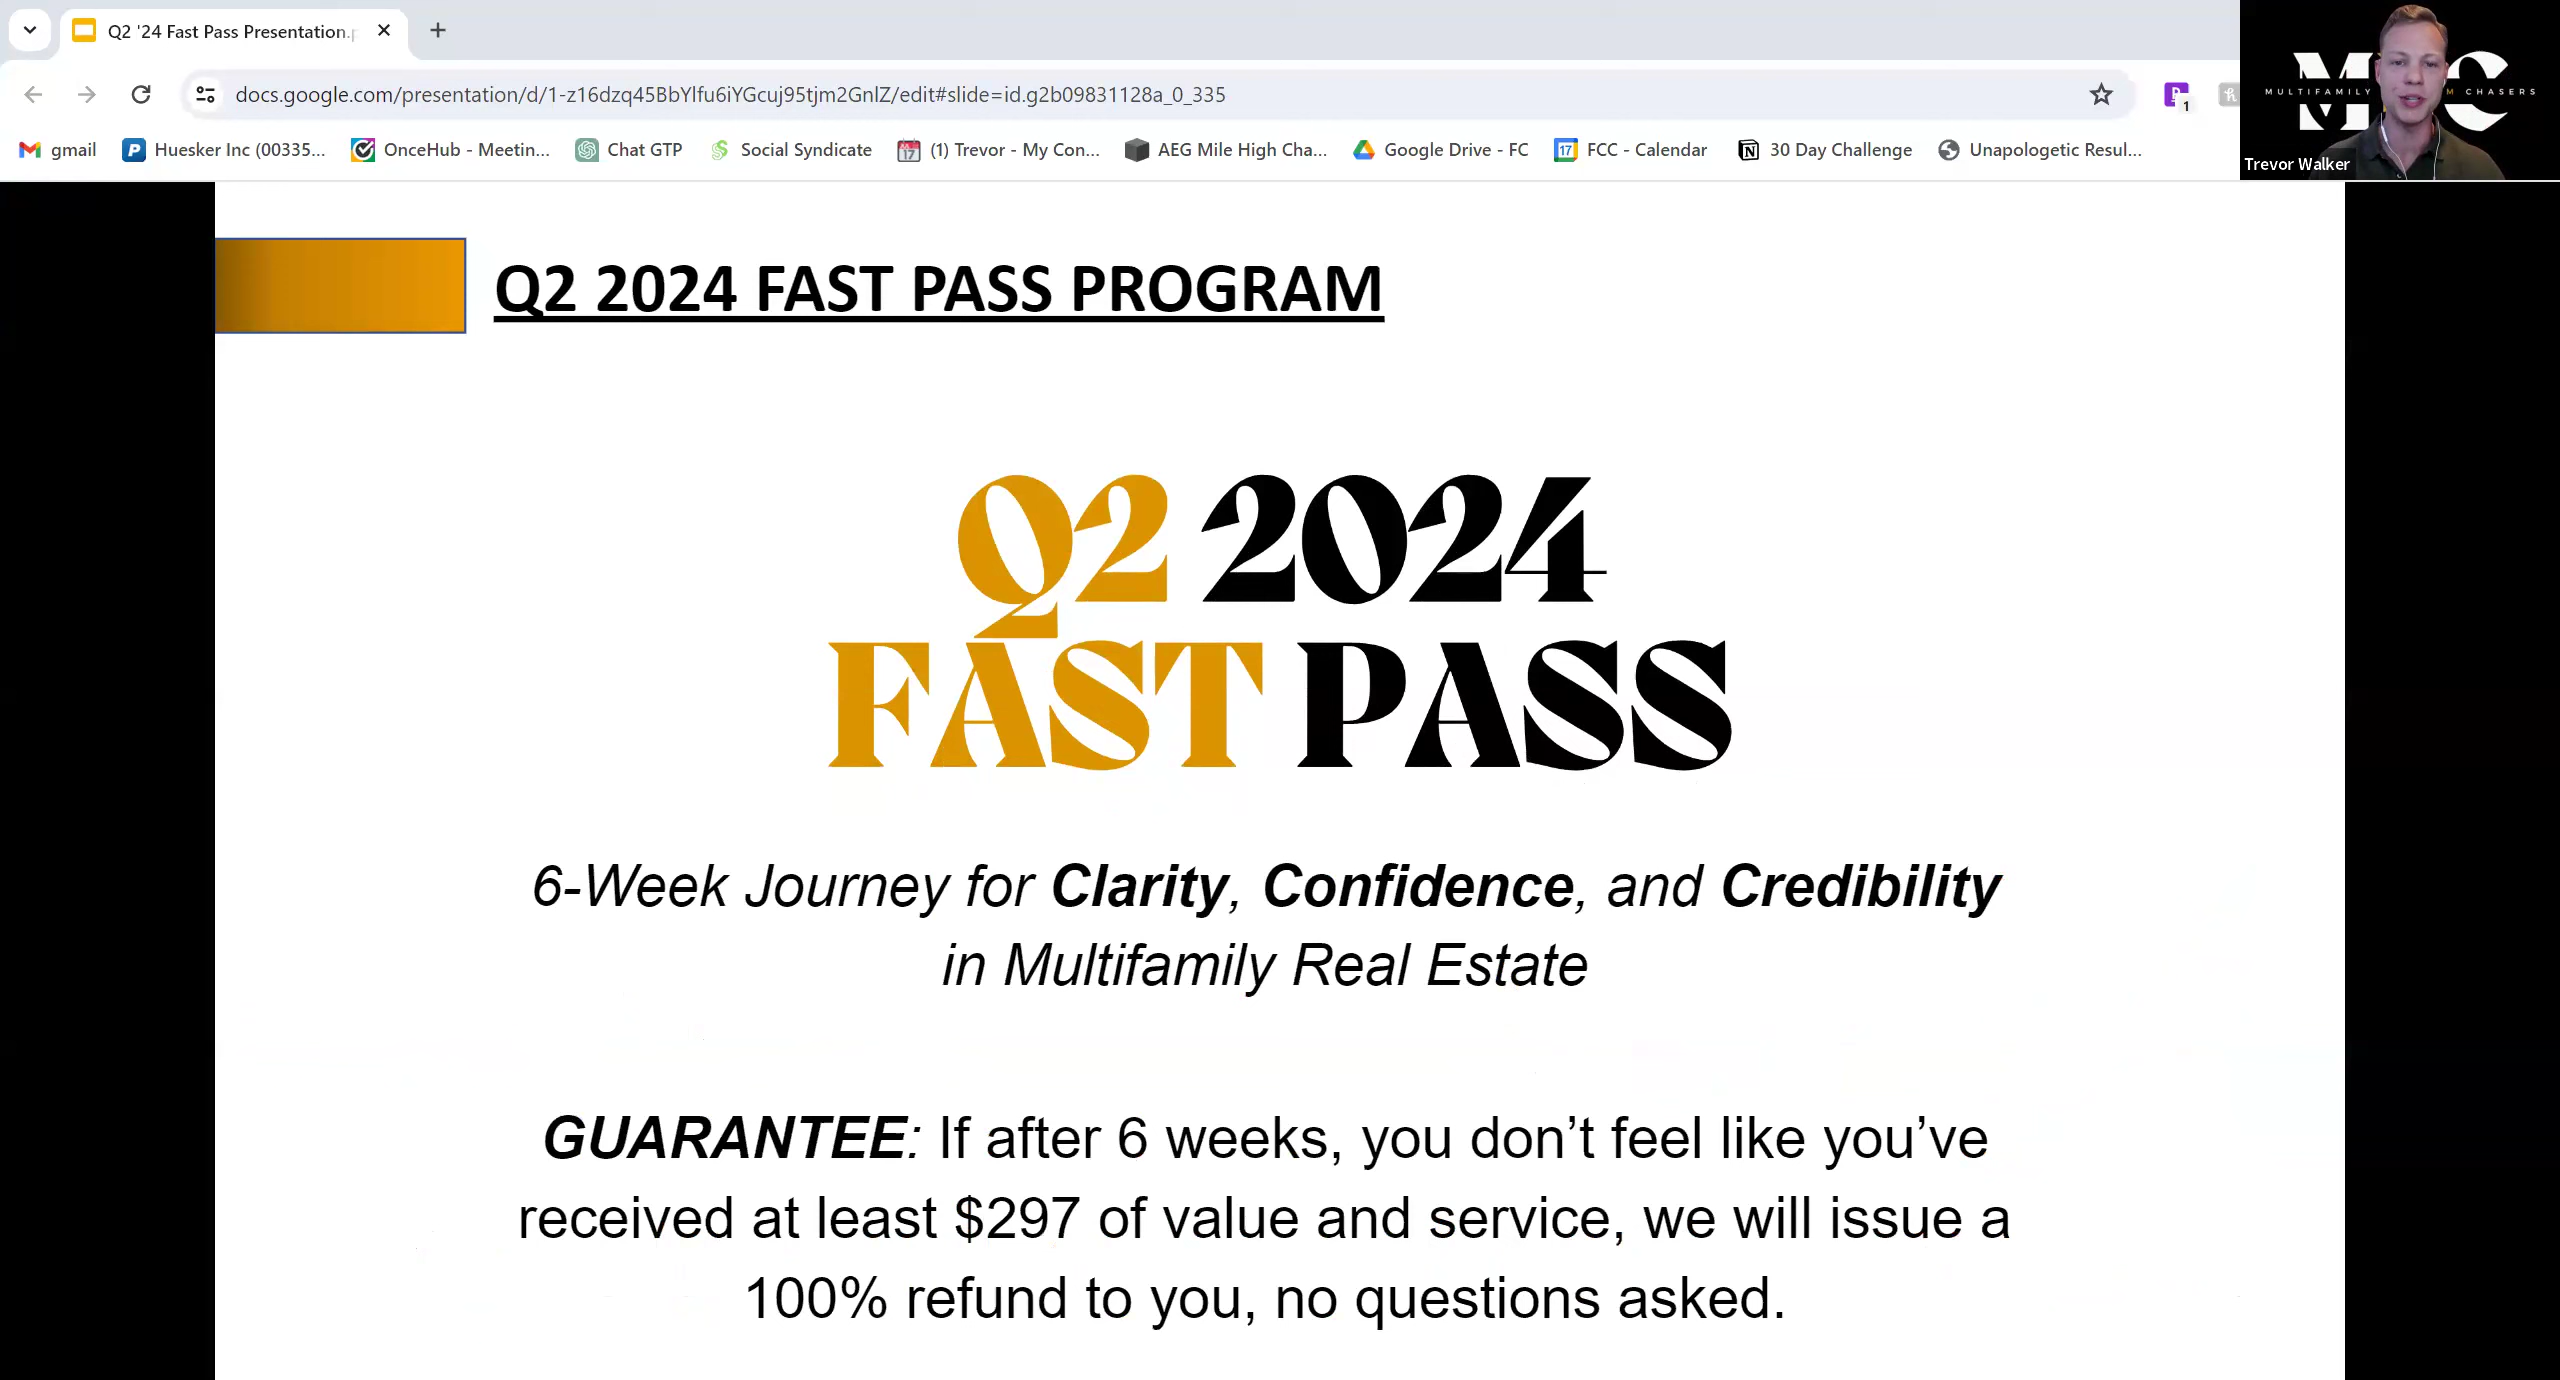 Q2 '24 Fast Pass Presentation.p
docs.google.com/presentation/d/1-z16dzq45BbYlfu6iYGcuj95tjm2GnlZ/edit#slide=id.g2b09831128a_0_335
1
gmail
Huesker Inc (00335...
OnceHub - Meetin...
Chat GTP
Social Syndicate
17
(1) Trevor - My Con...
AEG Mile High Cha...
Google Drive - FC
17
FCC - Calendar
30 Day Challenge
Unapologetic Resul...
MULTIFAMILY M CHASERS
Trevor Walker
Q2 2024 FAST PASS PROGRAM
Q2 2024
FAST PASS
6-Week Journey for Clarity, Confidence, and Credibility
in Multifamily Real Estate
GUARANTEE: If after 6 weeks, you don’t feel like you’ve
received at least $297 of value and service, we will issue a
100% refund to you, no questions asked.